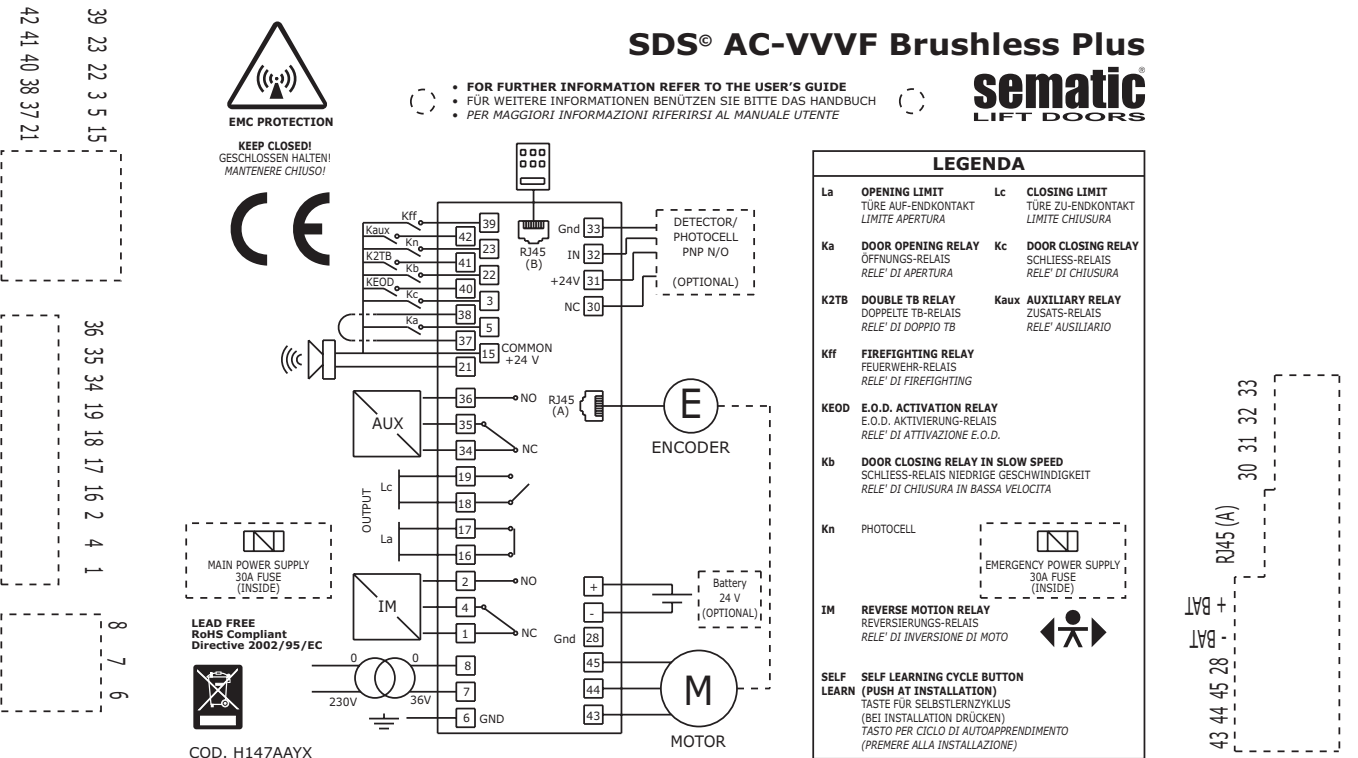 42 41 40 38 37 21
39 23 22 3 5 15
36 35 34 19 18 17 16 2 4 1
8 7 6
EMC PROTECTION
KEEP CLOSED!
GESCHLOSSEN HALTEN!
MANTENERE CHIUSO!
CE
SDS© AC-VVVF Brushless Plus
sematic®
LIFT DOORS
• FOR FURTHER INFORMATION REFER TO THE USER'S GUIDE
• FÜR WEITERE INFORMATIONEN BENÜTZEN SIE BITTE DAS HANDBUCH
• PER MAGGIORI INFORMAZIONI RIFERIRSI AL MANUALE UTENTE
Kff 39
Kaux 42
Kn 23
K2TB 41
Kb 22
KEOD 40
Kc 3
38
Ka 5
37
15 COMMON
+24 V
21
RJ45
(B)
Gnd 33
IN 32
+24V 31
NC 30
DETECTOR/
PHOTOCELL
PNP N/O
(OPTIONAL)
AUX
36 NO
35
34 NC
RJ45
(A)
E
ENCODER
OUTPUT
Lc
19
18
La
17
16
IM
2 NO
4
1 NC
+
-
Battery
24 V
(OPTIONAL)
Gnd 28
45
44
43
M
MOTOR
0 0
8
230V 36V
7
6 GND
MAIN POWER SUPPLY
30A FUSE
(INSIDE)
LEAD FREE
RoHS Compliant
Directive 2002/95/EC
COD. H147AAYX
LEGENDA
La OPENING LIMIT
TÜRE AUF-ENDKONTAKT
LIMITE APERTURA
Lc CLOSING LIMIT
TÜRE ZU-ENDKONTAKT
LIMITE CHIUSURA
Ka DOOR OPENING RELAY
ÖFFNUNGS-RELAIS
RELE' DI APERTURA
Kc DOOR CLOSING RELAY
SCHLIESS-RELAIS
RELE' DI CHIUSURA
K2TB DOUBLE TB RELAY
DOPPELTE TB-RELAIS
RELE' DI DOPPIO TB
Kaux AUXILIARY RELAY
ZUSATS-RELAIS
RELE' AUSILIARIO
Kff FIREFIGHTING RELAY
FEUERWEHR-RELAIS
RELE' DI FIREFIGHTING
KEOD E.O.D. ACTIVATION RELAY
E.O.D. AKTIVIERUNG-RELAIS
RELE' DI ATTIVAZIONE E.O.D.
Kb DOOR CLOSING RELAY IN SLOW SPEED
SCHLIESS-RELAIS NIEDRIGE GESCHWINDIGKEIT
RELE' DI CHIUSURA IN BASSA VELOCITA
Kn PHOTOCELL
EMERGENCY POWER SUPPLY
30A FUSE
(INSIDE)
IM REVERSE MOTION RELAY
REVERSIERUNGS-RELAIS
RELE' DI INVERSIONE DI MOTO
SELF SELF LEARNING CYCLE BUTTON
LEARN (PUSH AT INSTALLATION)
TASTE FÜR SELBSTLERNZYKLUS
(BEI INSTALLATION DRÜCKEN)
TASTO PER CICLO DI AUTOAPPRENDIMENTO
(PREMERE ALLA INSTALLAZIONE)
30 31 32 33
RJ45 (A)
+ BAT
- BAT
43 44 45 28